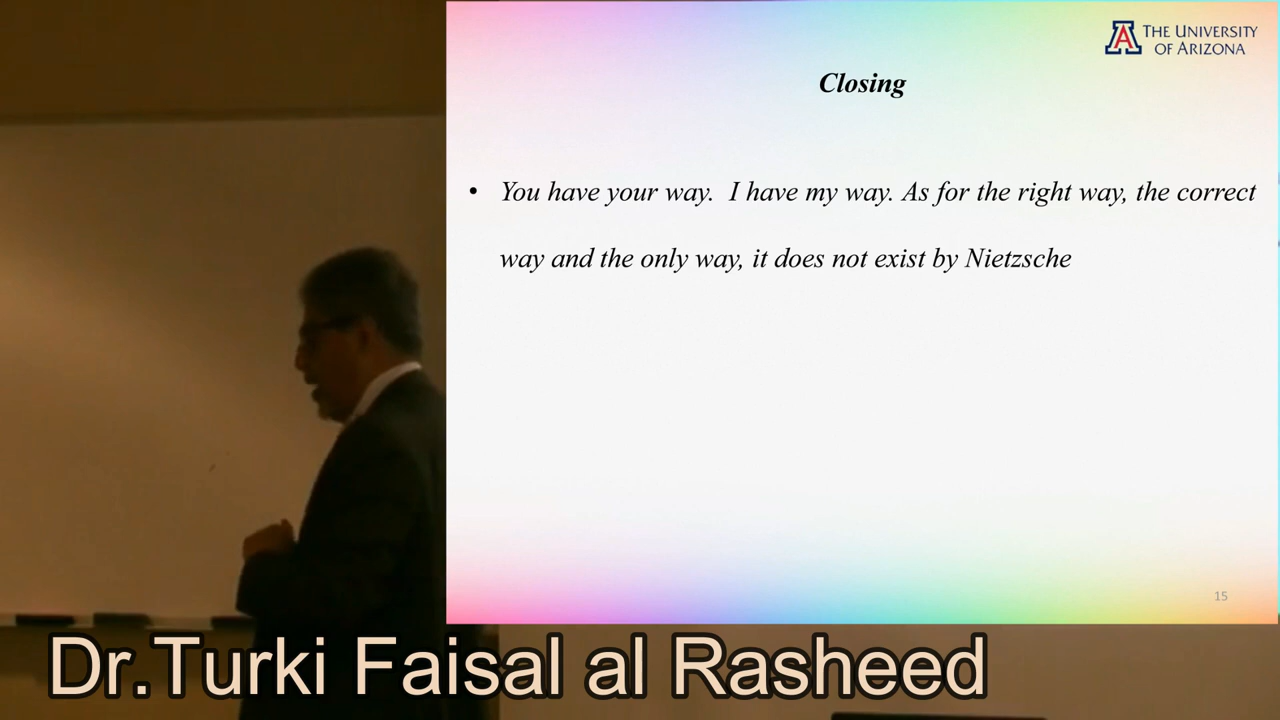 THE UNIVERSITY
OF ARIZONA
Closing
• You have your way.  I have my way. As for the right way, the correct
way and the only way, it does not exist by Nietzsche
15
Dr.Turki Faisal al Rasheed